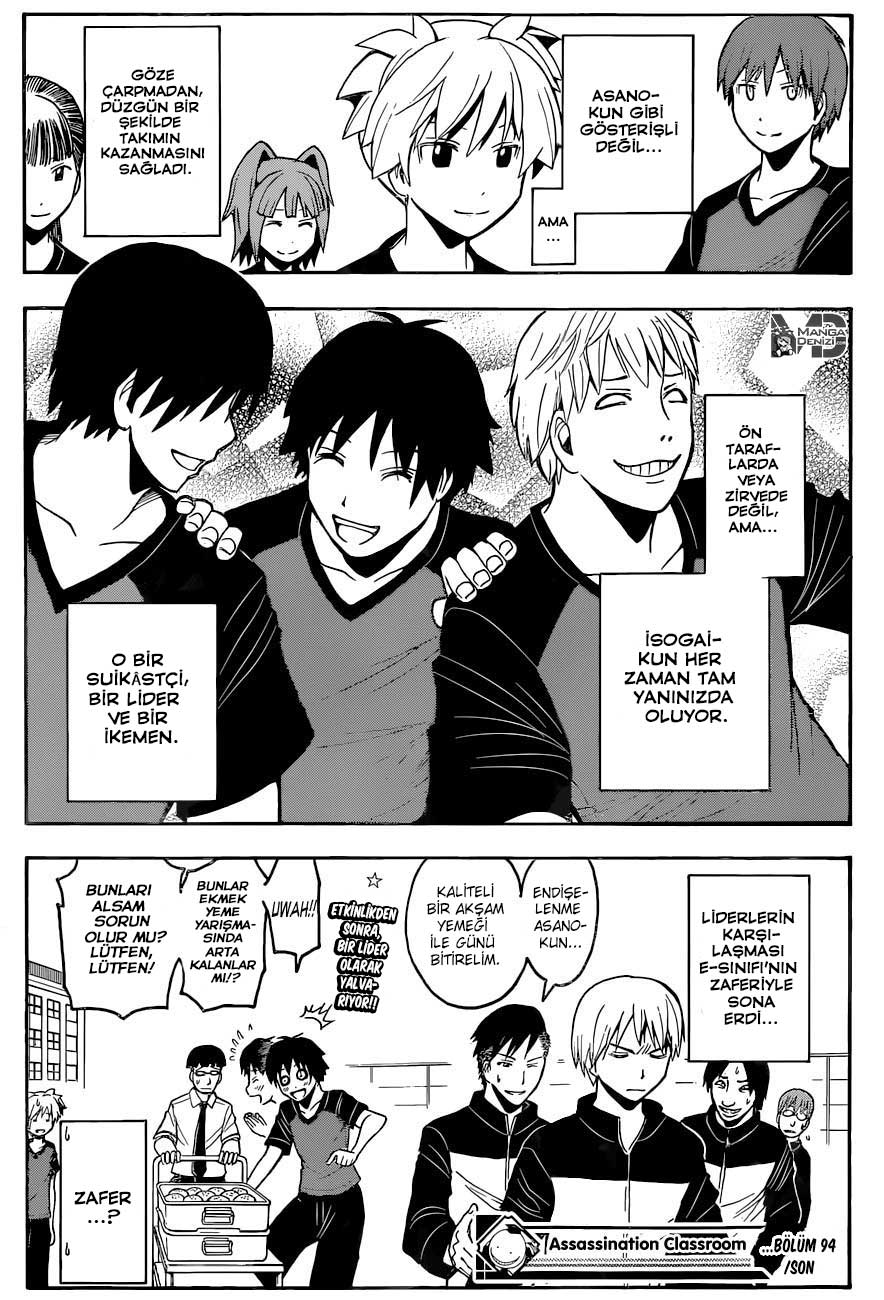 ASANO-
KUN GİBİ
GÖSTERİŞLİ
DEĞİL...
AMA
...
GÖZE
ÇARPMADAN,
DÜZGÜN BİR
ŞEKİLDE
TAKIMIN
KAZANMASINI
SAĞLADI.
MANGA
DENİZİ
ÖN
TARAF-
LARDA
VEYA
ZİRVEDE
DEĞİL,
AMA...
İSOGAİ-
KUN HER
ZAMAN TAM
YANINIZDA
OLUYOR.
O BİR
SUİKÂSTÇİ,
BİR LİDER
VE BİR
İKEMEN.
LİDERLERİN
KARŞI-
LAŞMASI
E-SINIFI'NIN
ZAFERİYLE
SONA
ERDİ...
ENDİŞE-
LENME
ASANO-
KUN...
KALİTELİ
BİR AKŞAM
YEMEĞİ
İLE GÜNÜ
BİTİRELİM.
ETKİNLİKDEN
SONRA,
BİR LİDER
OLARAK
YALVA-
RIYOR!!
UWAH!!
BUNLAR
EKMEK
YEME
YARIŞMA-
SINDA
ARTA
KALANLAR
MI!?
BUNLARI
ALSAM
SORUN
OLUR MU?
LÜTFEN,
LÜTFEN!
ZAFER
...?
Assassination Classroom
...BÖLÜM 94
/SON